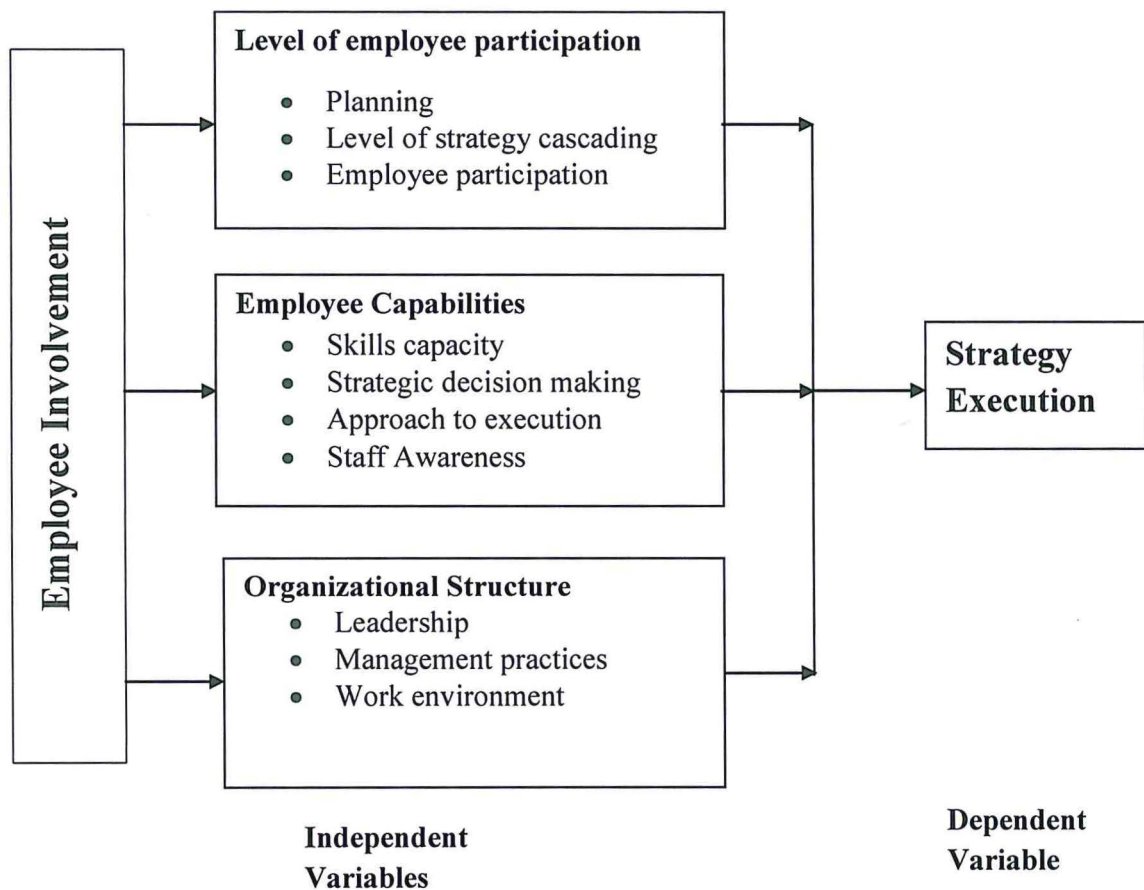 Employee Involvement
Level of employee participation
• Planning
• Level of strategy cascading
• Employee participation
Employee Capabilities
• Skills capacity
• Strategic decision making
• Approach to execution
• Staff Awareness
Organizational Structure
• Leadership
• Management practices
• Work environment
Strategy
Execution
Independent
Variables
Dependent
Variable